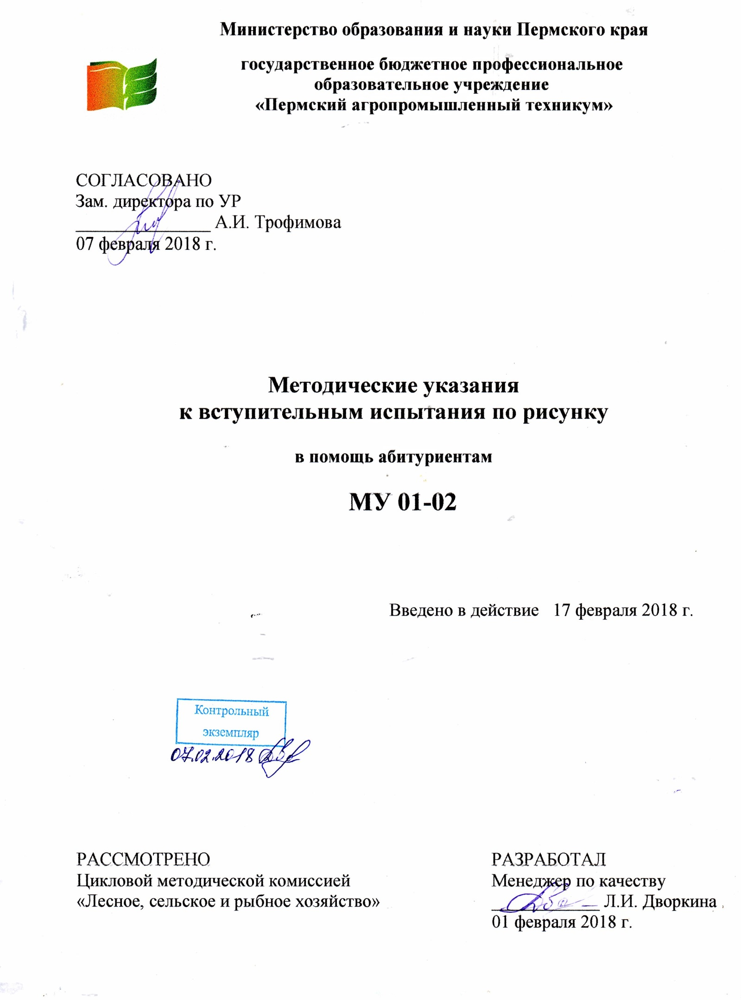 Министерство образования и науки Пермского края
государственное бюджетное профессиональное
образовательное учреждение
«Пермский агропромышленный техникум»
СОГЛАСОВАНО
Зам. директора по УР
А.И. Трофимова
07 февраля 2018 г.
Методические указания
к вступительным испытания по рисунку
в помощь абитуриентам
МУ 01-02
Введено в действие 17 февраля 2018 г.
Контрольный
экземпляр
07.02.2018
РАССМОТРЕНО
Цикловой методической комиссией
«Лесное, сельское и рыбное хозяйство»
РАЗРАБОТАЛ
Менеджер по качеству
Л.И. Дворкина
01 февраля 2018 г.